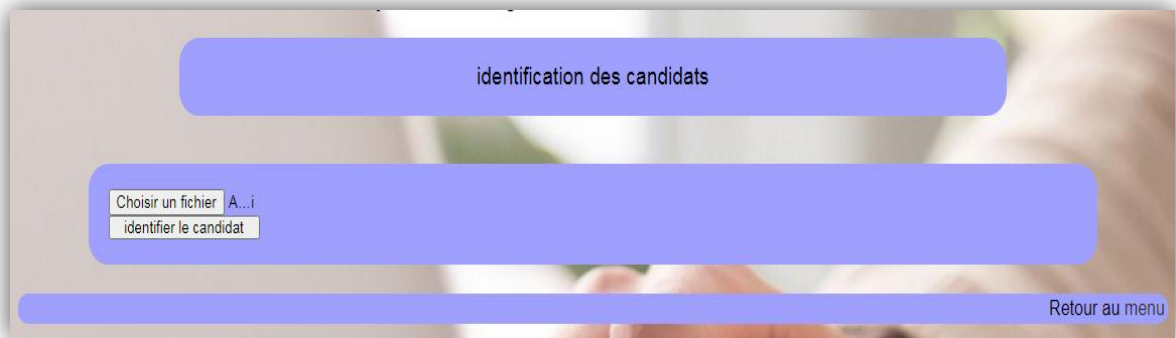 identification des candidats
Choisir un fichier A...i
identifier le candidat
Retour au menu